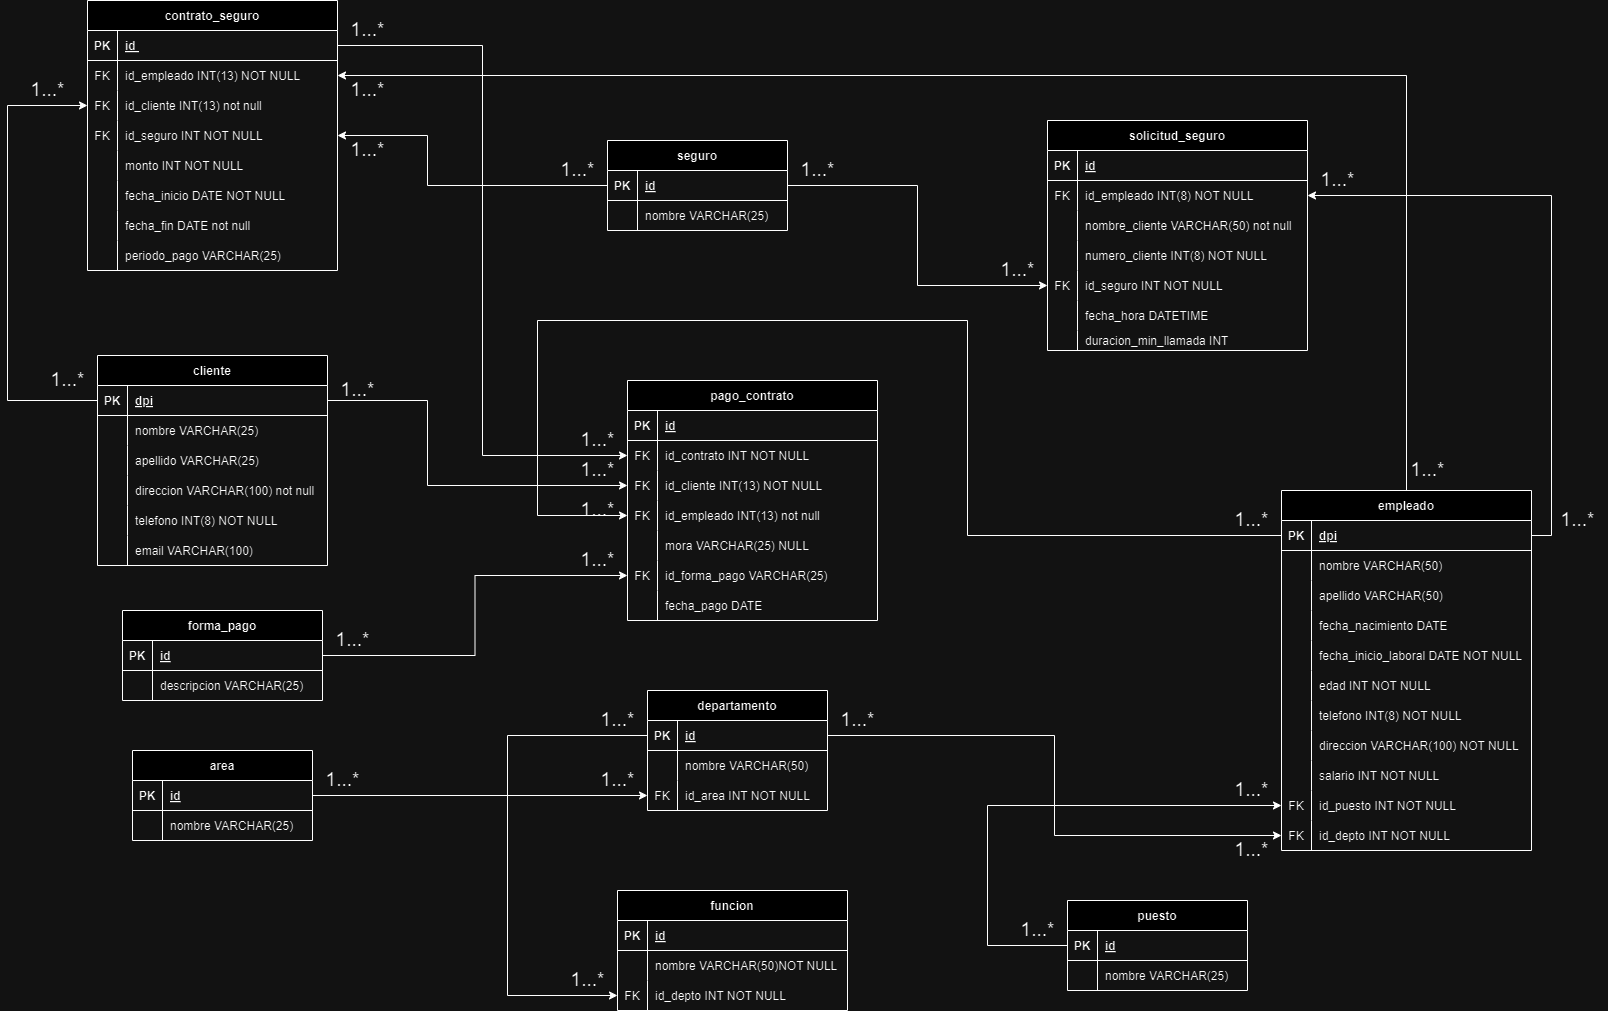 contrato_seguro
1...*
PK id
FK id_empleado INT(13) NOT NULL
1...*
1...*
FK id_cliente INT(13) not null
FK id_seguro INT NOT NULL
1...*
monto INT NOT NULL
fecha_inicio DATE NOT NULL
fecha_fin DATE not null
periodo_pago VARCHAR(25)
seguro
1...*
1...*
PK id
nombre VARCHAR(25)
solicitud_seguro
PK id
1...*
FK id_empleado INT(8) NOT NULL
nombre_cliente VARCHAR(50) not null
numero_cliente INT(8) NOT NULL
1...*
FK id_seguro INT NOT NULL
fecha_hora DATETIME
duracion_min_llamada INT
cliente
1...*
1...*
PK dpi
nombre VARCHAR(25)
apellido VARCHAR(25)
direccion VARCHAR(100) not null
telefono INT(8) NOT NULL
email VARCHAR(100)
pago_contrato
PK id
1...*
FK id_contrato INT NOT NULL
1...*
FK id_cliente INT(13) NOT NULL
1...*
FK id_empleado INT(13) not null
mora VARCHAR(25) NULL
1...*
FK id_forma_pago VARCHAR(25)
fecha_pago DATE
1...*
empleado
1...*
1...*
PK dpi
nombre VARCHAR(50)
apellido VARCHAR(50)
fecha_nacimiento DATE
fecha_inicio_laboral DATE NOT NULL
edad INT NOT NULL
telefono INT(8) NOT NULL
direccion VARCHAR(100) NOT NULL
salario INT NOT NULL
1...*
FK id_puesto INT NOT NULL
FK id_depto INT NOT NULL
1...*
forma_pago
1...*
PK id
descripcion VARCHAR(25)
departamento
1...*
1...*
PK id
nombre VARCHAR(50)
1...*
FK id_area INT NOT NULL
area
1...*
PK id
nombre VARCHAR(25)
funcion
PK id
nombre VARCHAR(50)NOT NULL
1...*
FK id_depto INT NOT NULL
puesto
1...*
PK id
nombre VARCHAR(25)